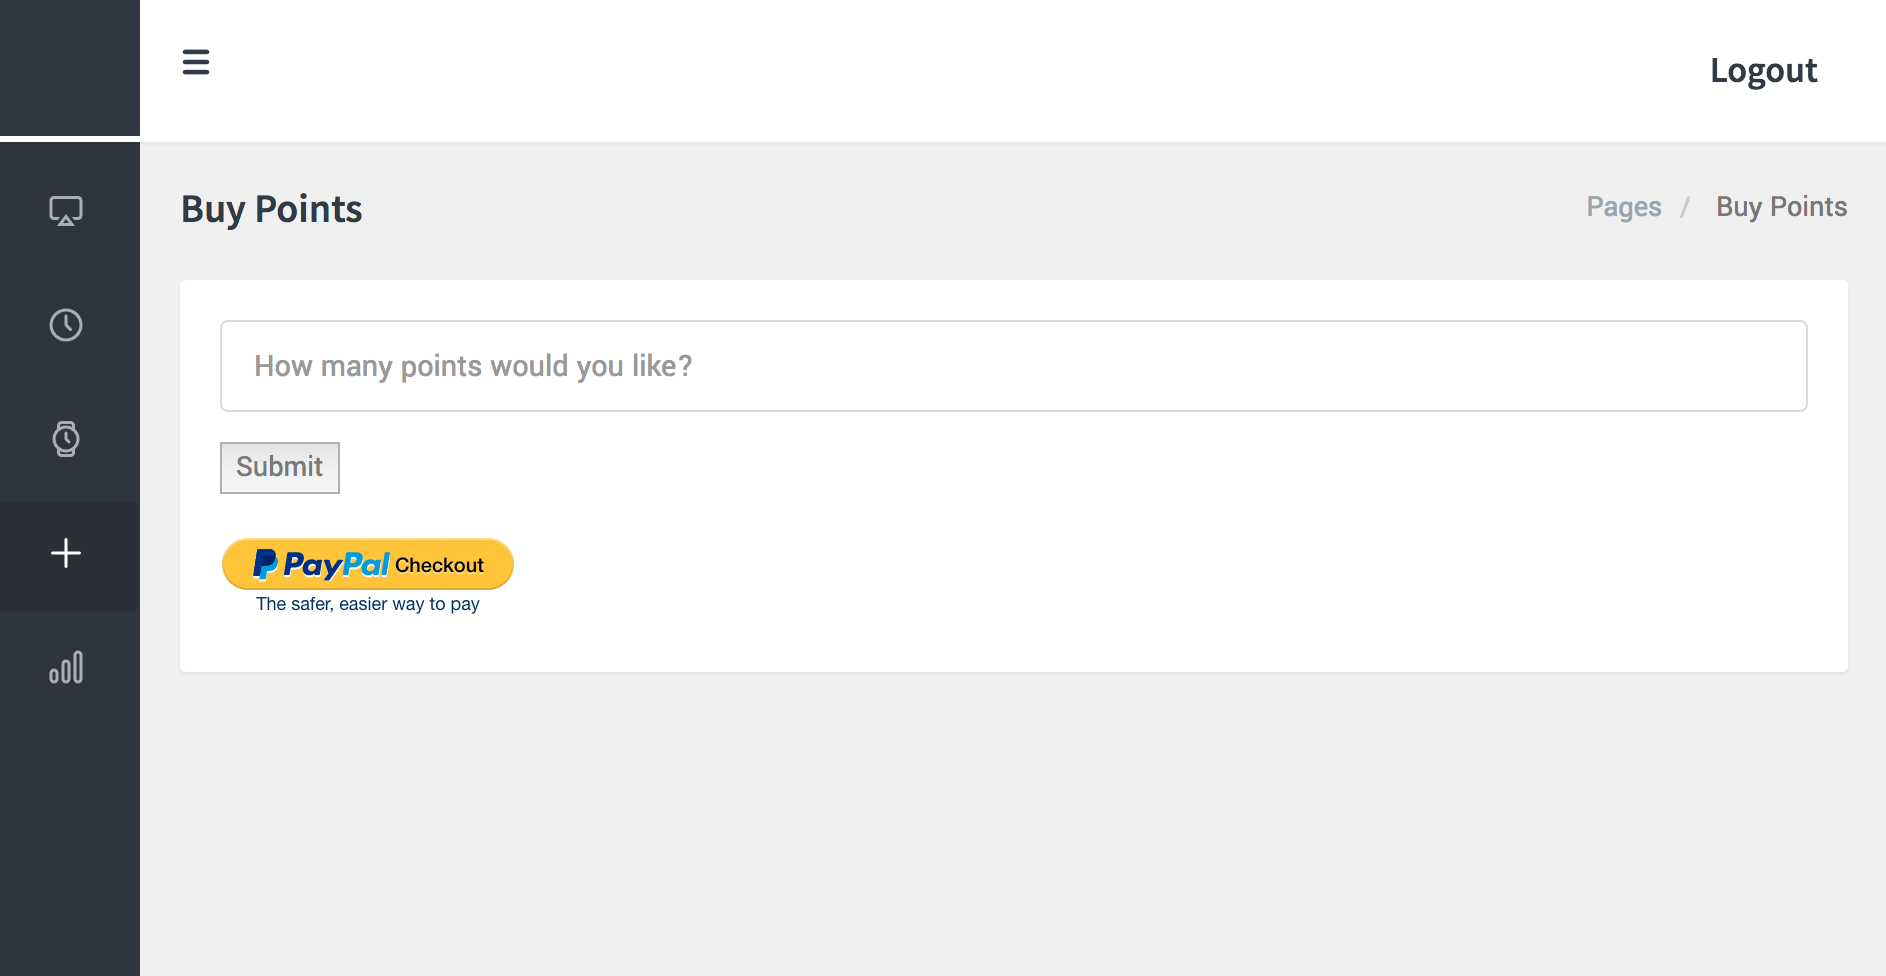 Logout
Buy Points
Pages / Buy Points
How many points would you like?
Submit
PayPal Checkout
The safer, easier way to pay